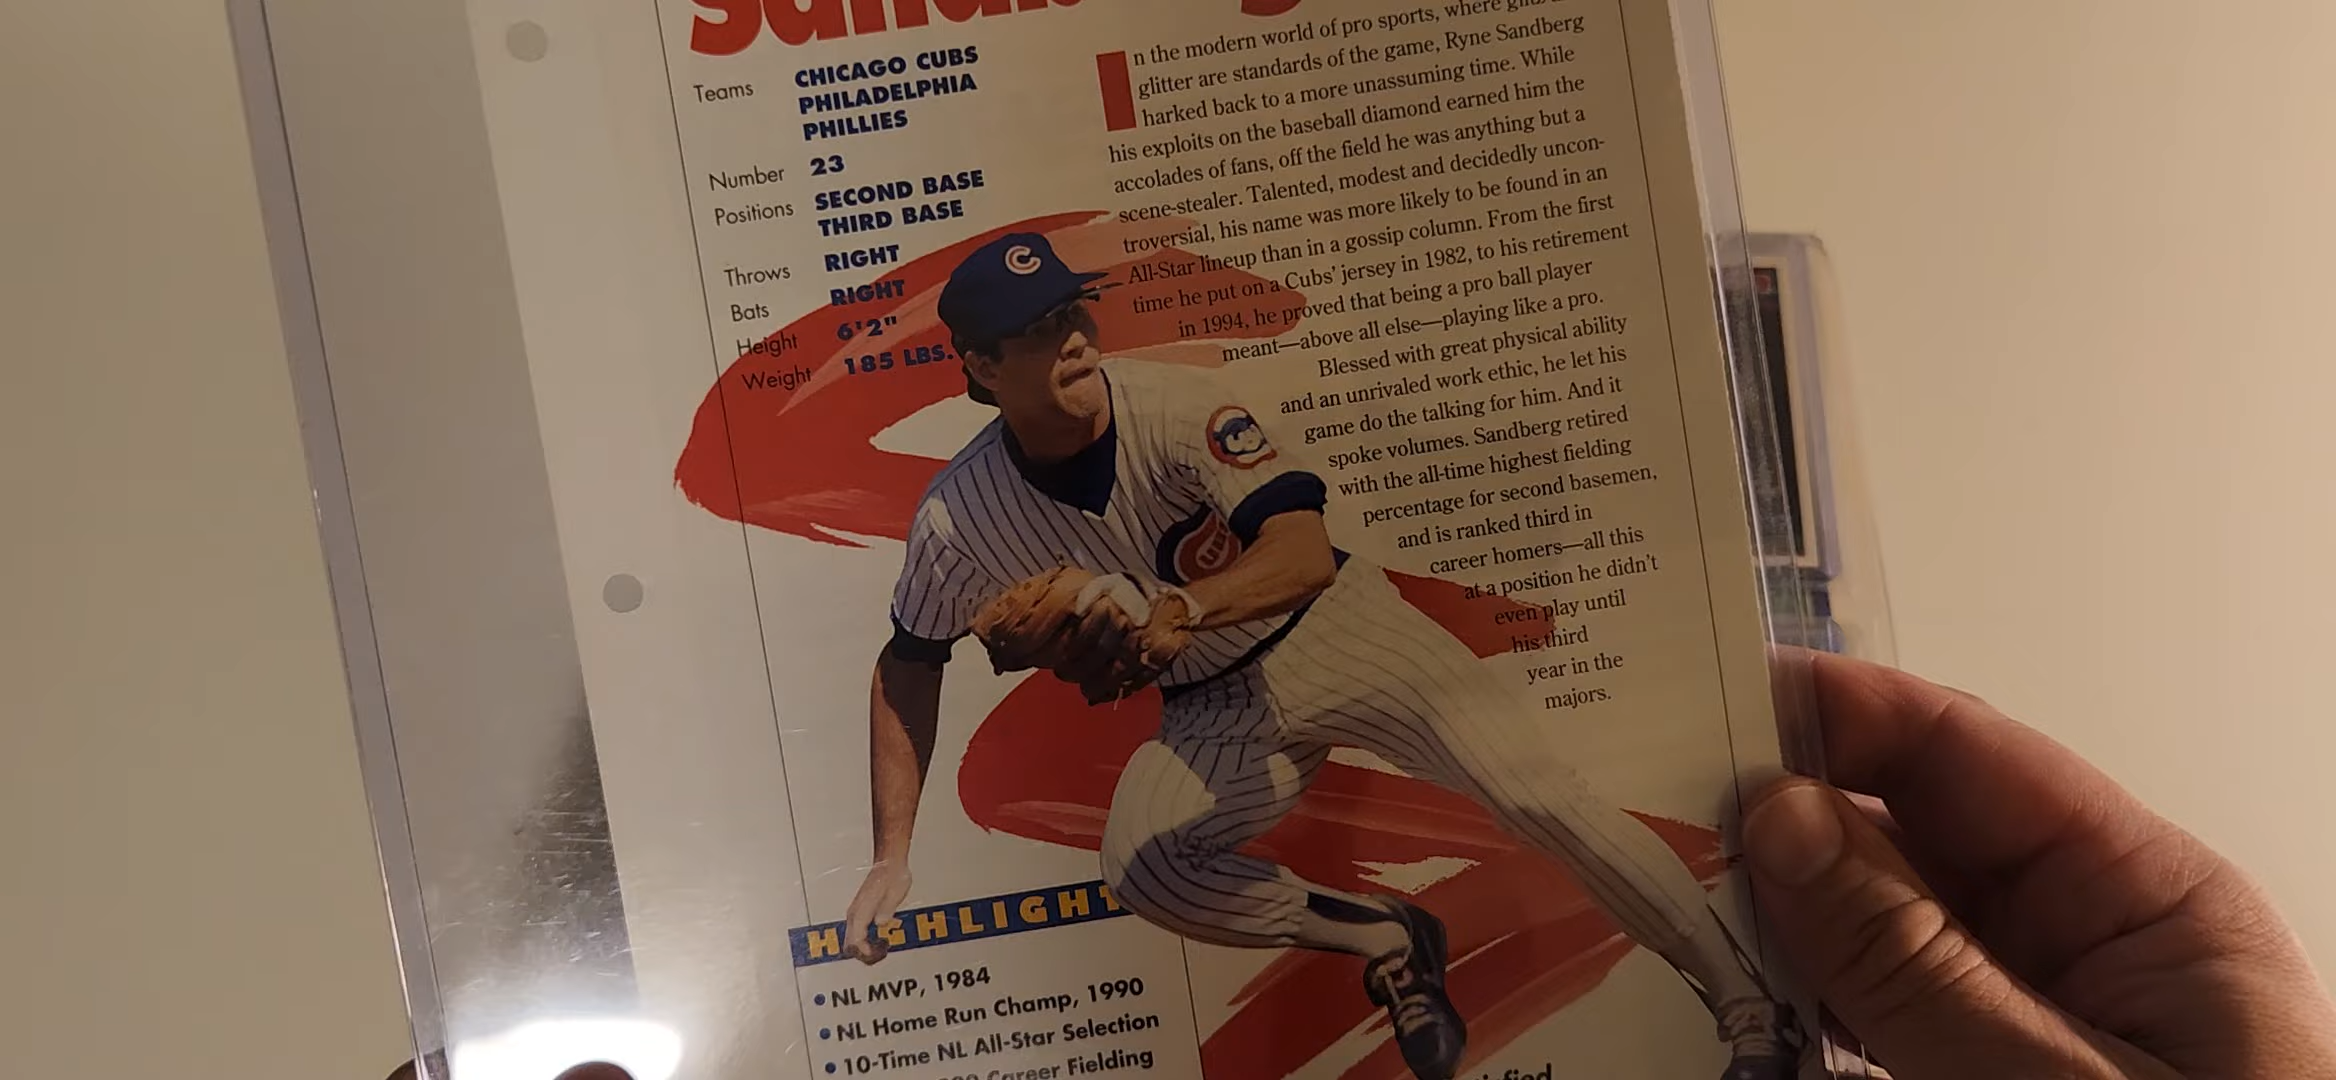 Teams CHICAGO CUBS
PHILADELPHIA
PHILLIES
Number 23
Positions SECOND BASE
THIRD BASE
Throws RIGHT
Bats RIGHT
Height 6'2"
Weight 185 LBS.
In the modern world of pro sports, where
glitter are standards of the game, Ryne Sandberg
harked back to a more unassuming time. While
his exploits on the baseball diamond earned him the
accolades of fans, off the field he was anything but a
scene-stealer. Talented, modest and decidedly uncon-
troversial, his name was more likely to be found in an
All-Star lineup than in a gossip column. From the first
time he put on a Cubs' jersey in 1982, to his retirement
in 1994, he proved that being a pro ball player
meant—above all else—playing like a pro.
Blessed with great physical ability
and an unrivaled work ethic, he let his
game do the talking for him. And it
spoke volumes. Sandberg retired
with the all-time highest fielding
percentage for second basemen,
and is ranked third in
career homers—all this
at a position he didn't
even play until
his third
year in the
majors.
C
UBS
HIGHLIGHT
• NL MVP, 1984
• NL Home Run Champ, 1990
• 10-Time NL All-Star Selection
Career Fielding